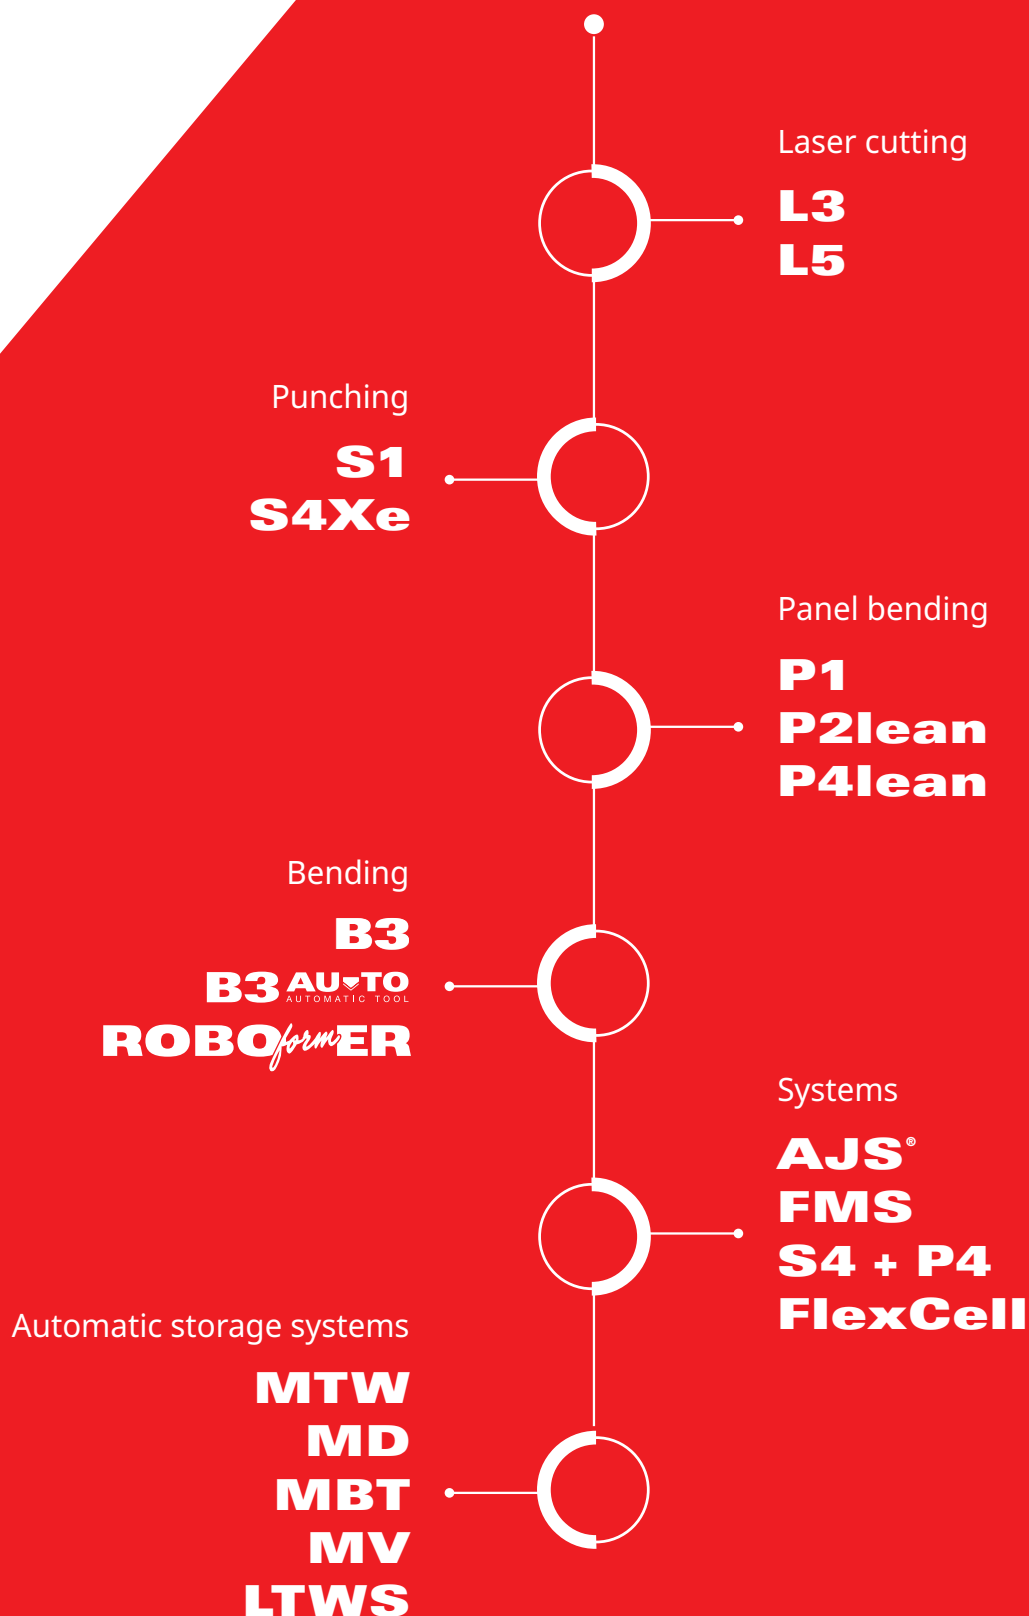 Laser cutting
L3
L5
Punching
S1
S4Xe
Panel bending
P1
P2lean
P4lean
Bending
B3
B3 AUTO
AUTOMATIC TOOL
ROBOformER
Systems
AJS®
FMS
S4 + P4
FlexCell
Automatic storage systems
MTW
MD
MBT
MV
LTWS